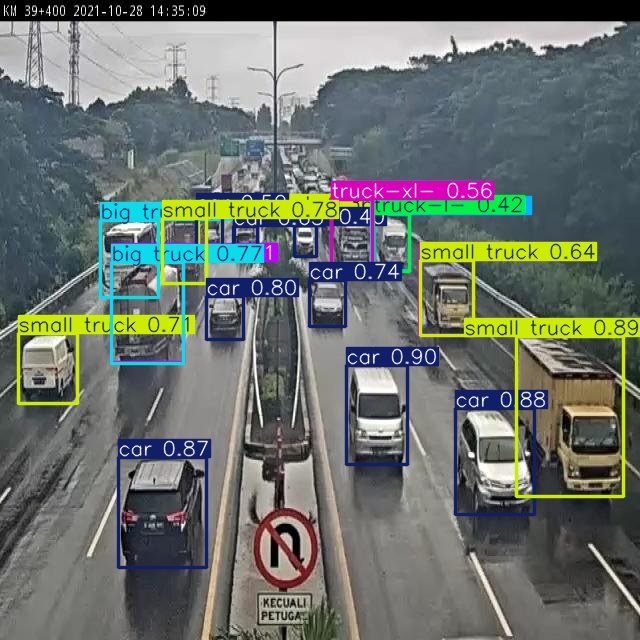 KM 39+400 2021-10-28 14:35:09
truck-xl- 0.56
truck-l- 0.42
big tr
small truck 0.78
0.49
big truck 0.77
small truck 0.64
car 0.74
car 0.80
small truck 0.71
small truck 0.89
car 0.90
car 0.88
car 0.87
KECUALI
PETUGAS